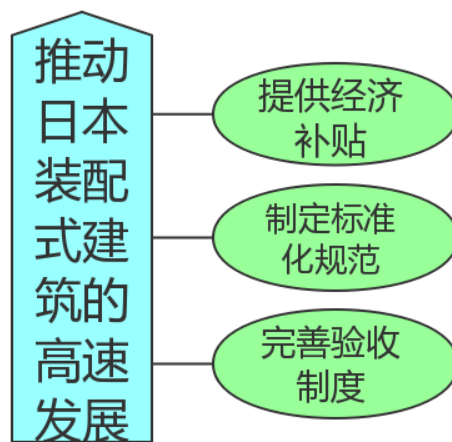 推动
日本
装配
式建
筑的
高速
发展
提供经济
补贴
制定标准
化规范
完善验收
制度